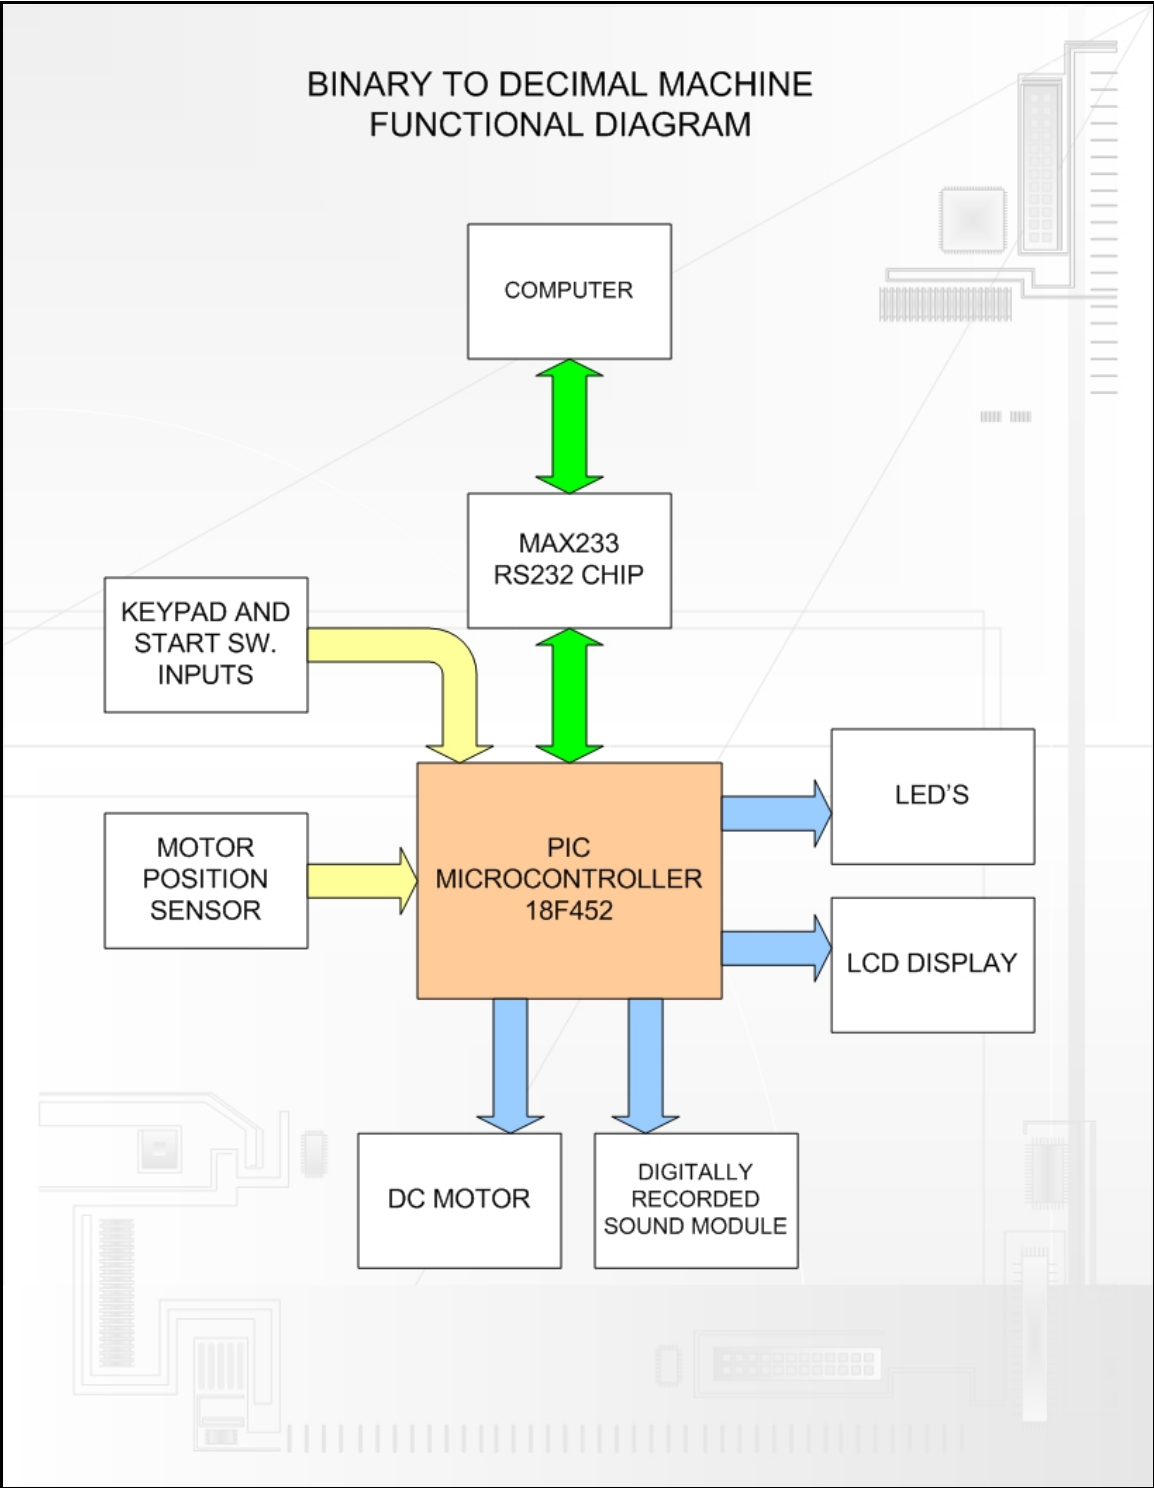 BINARY TO DECIMAL MACHINE
FUNCTIONAL DIAGRAM
COMPUTER
MAX233
RS232 CHIP
KEYPAD AND
START SW.
INPUTS
MOTOR
POSITION
SENSOR
PIC
MICROCONTROLLER
18F452
LED’S
LCD DISPLAY
DC MOTOR
DIGITALLY
RECORDED
SOUND MODULE